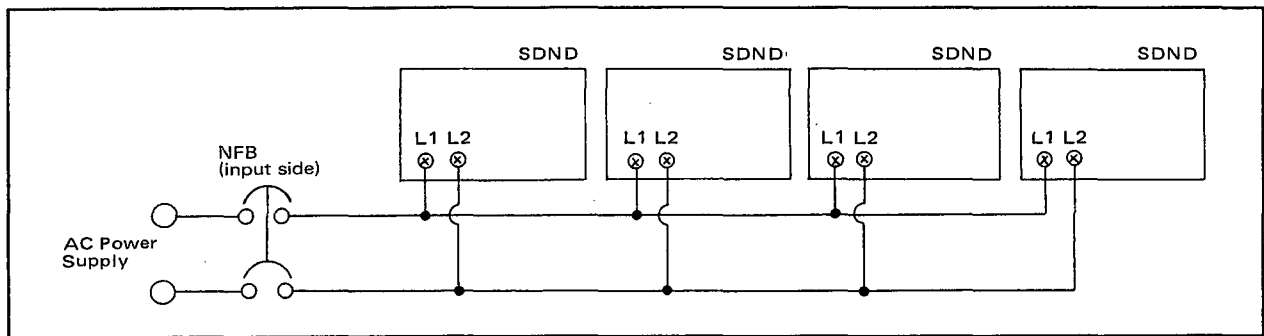 SDND
SDND
SDND
SDND
L1 L2
L1 L2
L1 L2
L1 L2
NFB
(input side)
AC Power
Supply